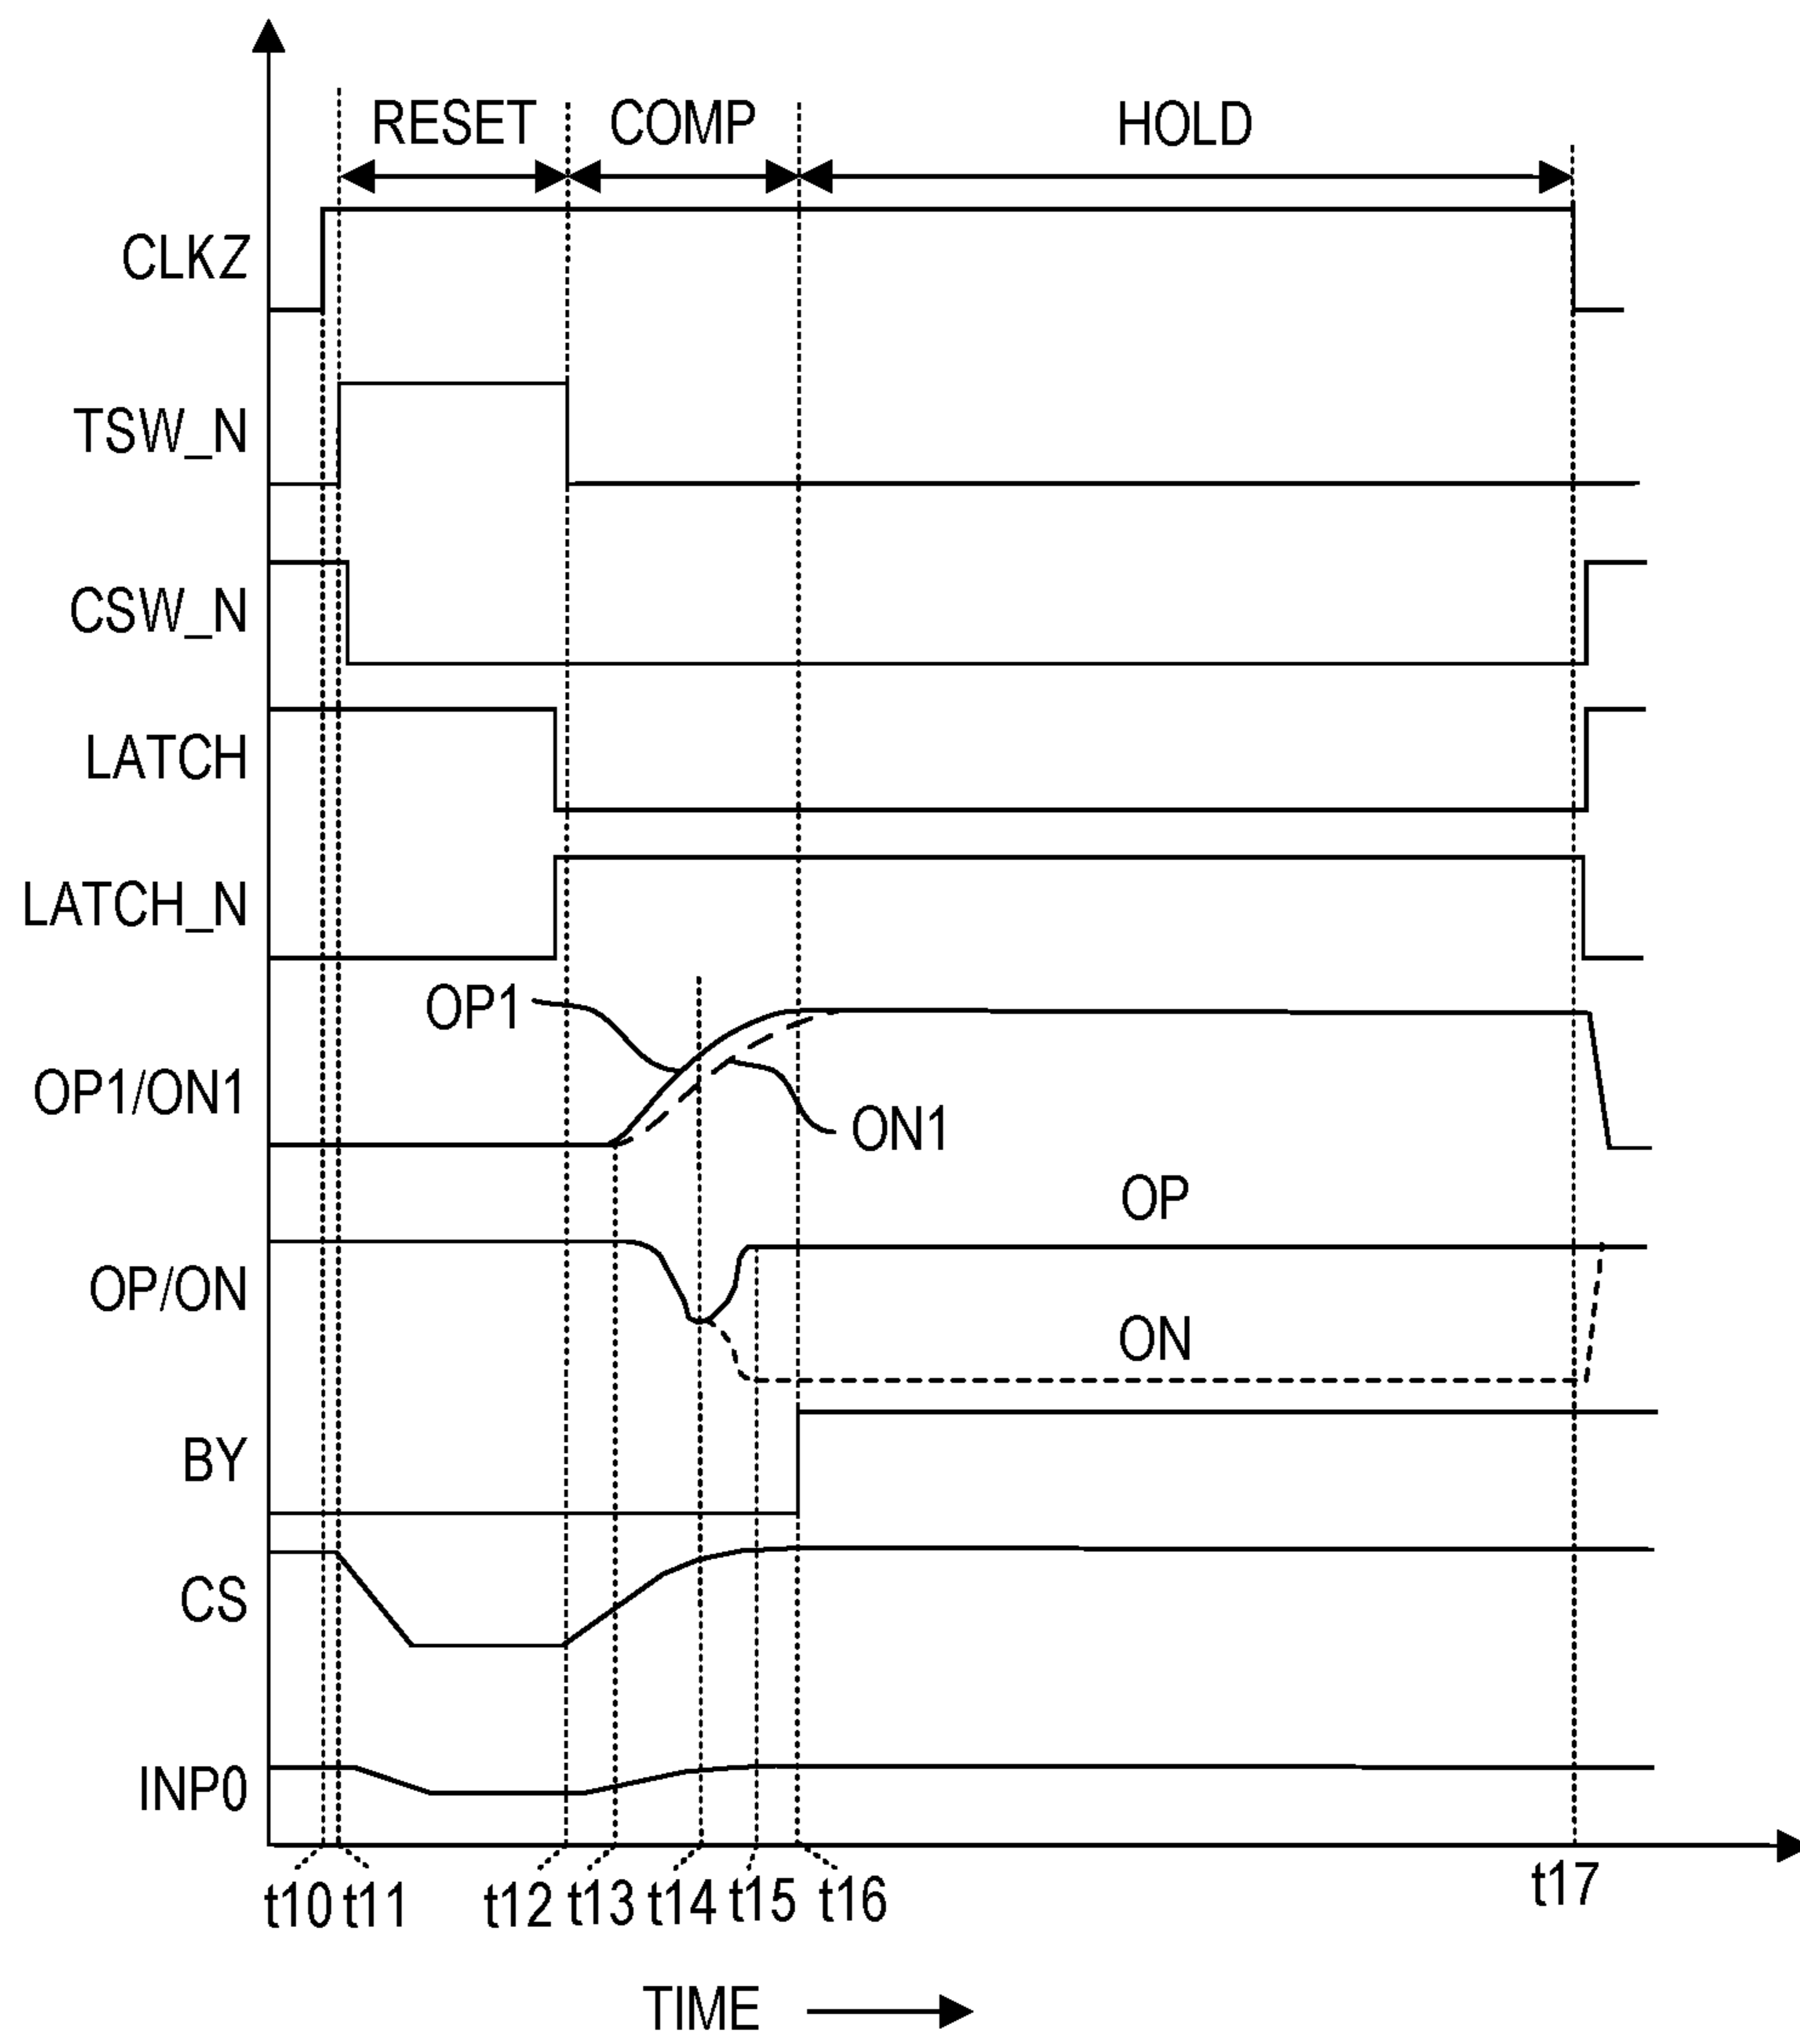 RESET COMP HOLD
CLKZ
TSW_N
CSW_N
LATCH
LATCH_N
OP1
OP1/ON1
ON1
OP
OP/ON
ON
BY
CS
INP0
t10 t11 t12 t13 t14 t15 t16 t17
TIME